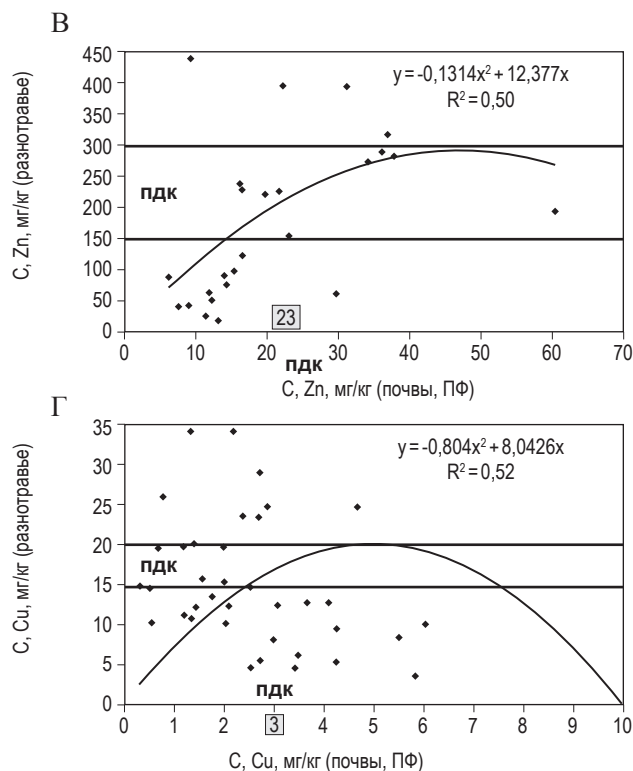 В
450
400
350
300
250
200
150
100
50
0
С, Zn, мг/кг (разнотравье)
y = -0,1314x² + 12,377x
R² = 0,50
пдк
23
0 10 20 30 40 50 60 70
пдк
С, Zn, мг/кг (почвы, ПФ)
Г
35
30
25
20
15
10
5
0
С, Cu, мг/кг (разнотравье)
y = -0,804x² + 8,0426x
R² = 0,52
пдк
пдк
0 1 2 3 4 5 6 7 8 9 10
С, Cu, мг/кг (почвы, ПФ)